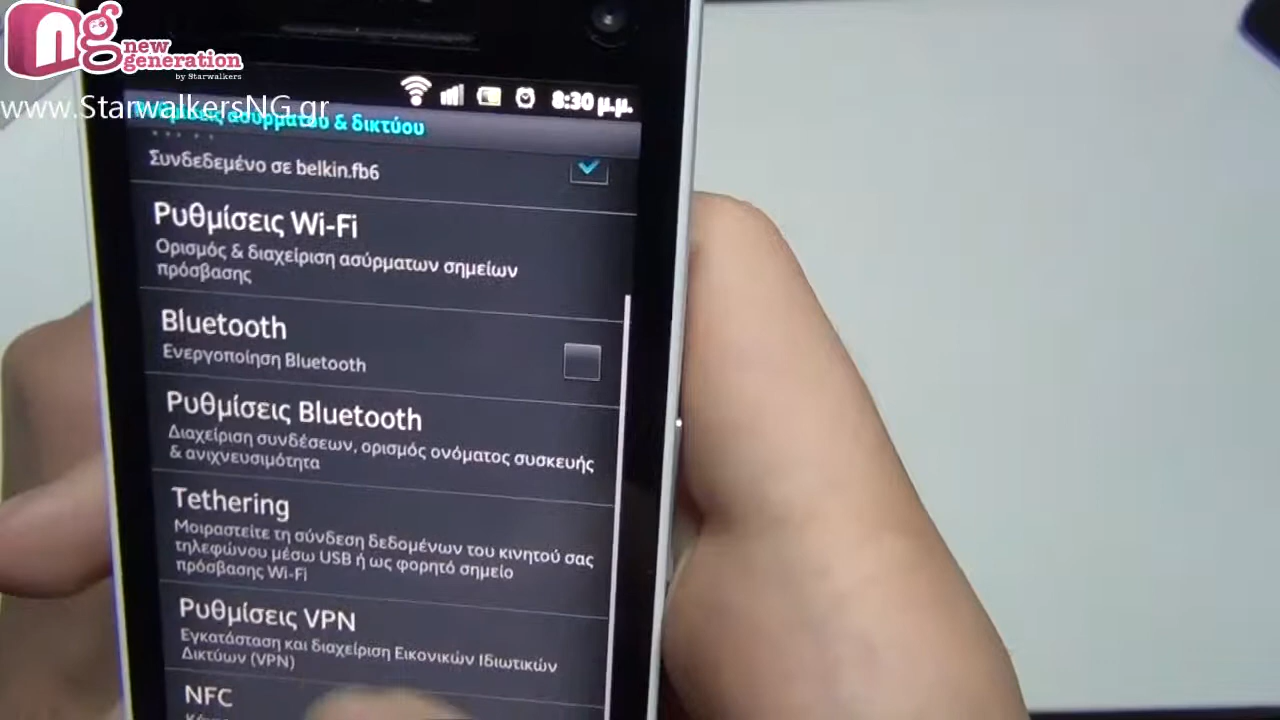 ng new
generation
by Starwalkers
www.StarwalkersNG.gr
8:30 μ.μ.
Ρυθμίσεις ασύρματου & δικτύου
Συνδεδεμένο σε belkin.fb6
Ρυθμίσεις Wi-Fi
Ορισμός & διαχείριση ασύρματων σημείων
πρόσβασης
Bluetooth
Ενεργοποίηση Bluetooth
Ρυθμίσεις Bluetooth
Διαχείριση συνδέσεων, ορισμός ονόματος συσκευής
& ανιχνευσιμότητα
Tethering
Μοιραστείτε τη σύνδεση δεδομένων του κινητού σας
τηλεφώνου μέσω USB ή ως φορητό σημείο
πρόσβασης Wi-Fi
Ρυθμίσεις VPN
Εγκατάσταση και διαχείριση Εικονικών Ιδιωτικών
Δικτύων (VPN)
NFC